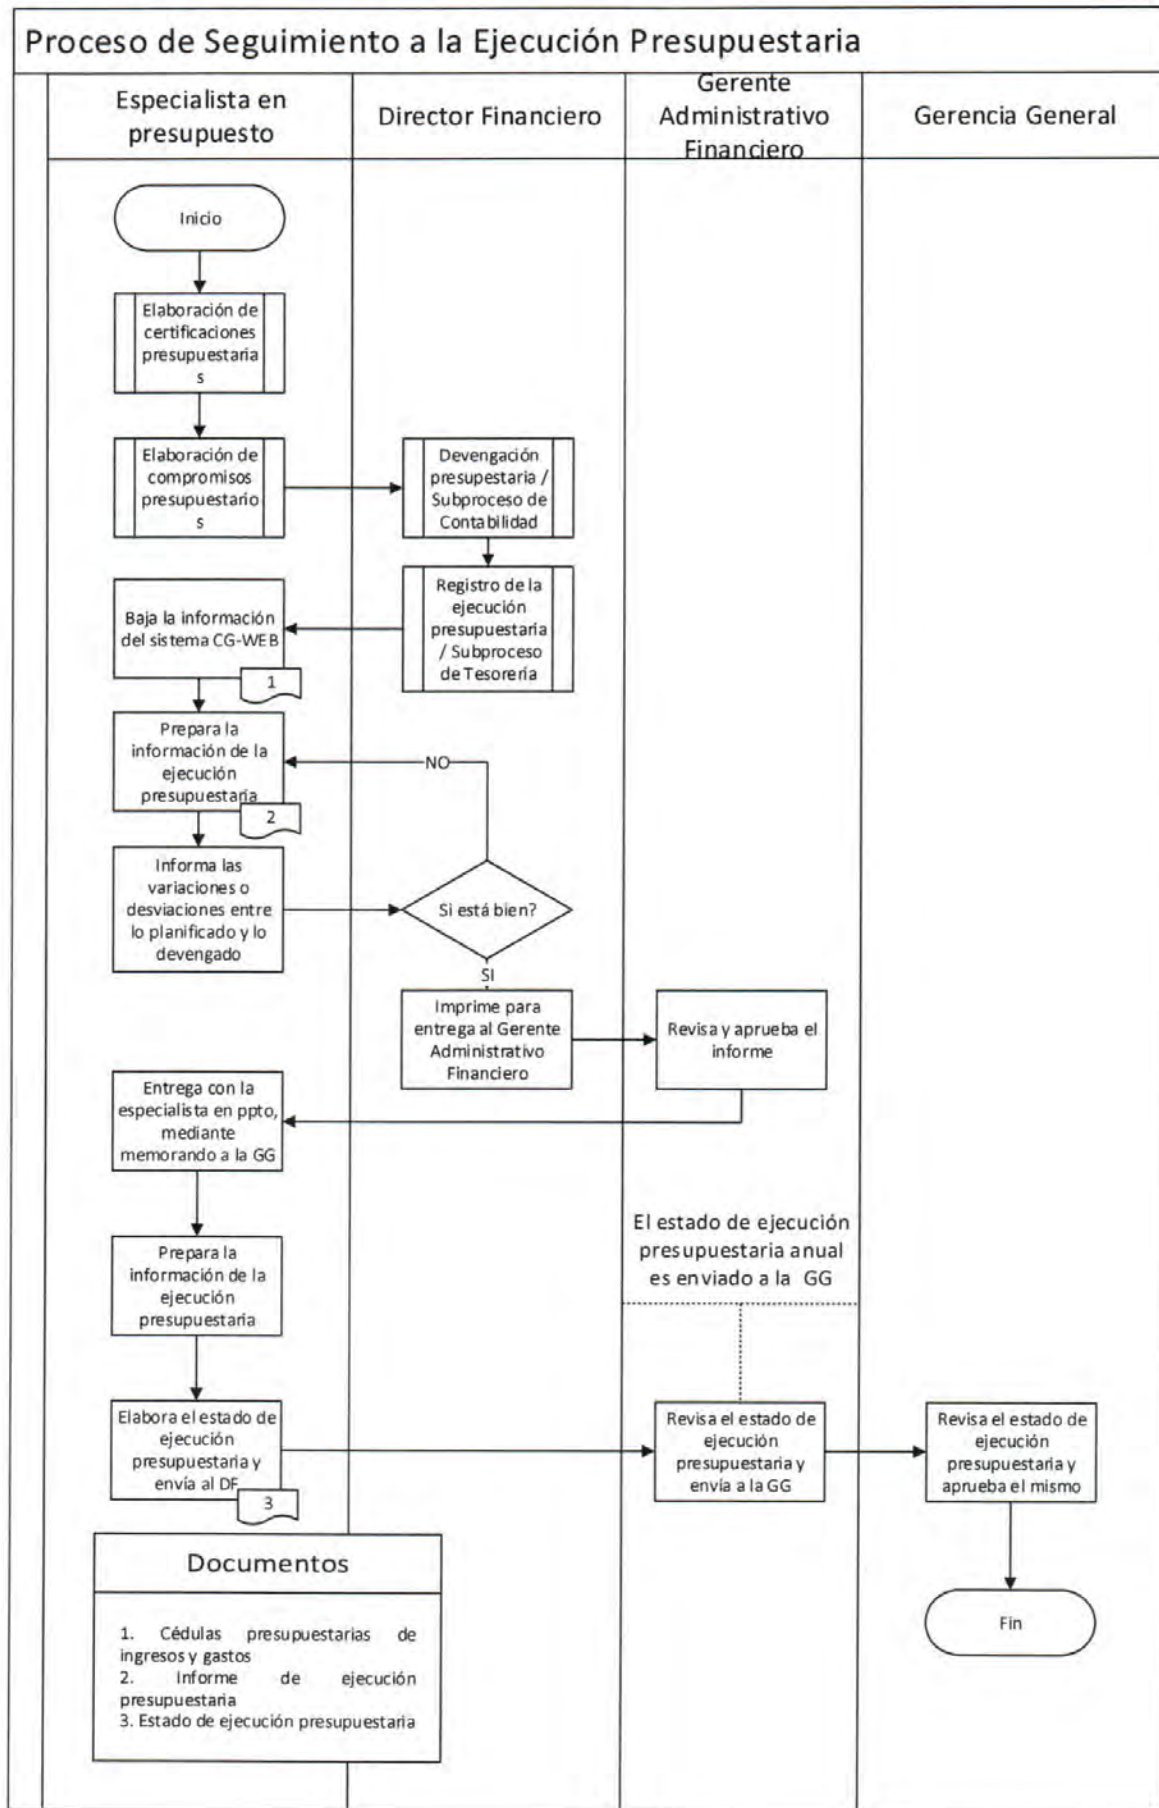 Proceso de Seguimiento a la Ejecución Presupuestaria
Especialista en
presupuesto
Director Financiero
Gerente
Administrativo
Financiero
Gerencia General
Inicio
Elaboración de
certificaciones
presupuestaria
s
Elaboración de
compromisos
presupuestario
s
Devengación
presupestaria /
Subproceso de
Contabilidad
Registro de la
ejecución
presupuestaria
/ Subproceso
de Tesorería
Baja la información
del sistema CG-WEB
1
Prepara la
información de la
ejecución
presupuestaria
2
NO
Informa las
variaciones o
desviaciones entre
lo planificado y lo
devengado
Si está bien?
SI
Imprime para
entrega al Gerente
Administrativo
Financiero
Revisa y aprueba el
informe
Entrega con la
especialista en ppto,
mediante
memorando a la GG
Prepara la
información de la
ejecución
presupuestaria
El estado de ejecución
presupuestaria anual
es enviado a la GG
Elabora el estado de
ejecución
presupuestaria y
envía al DF
3
Revisa el estado de
ejecución
presupuestaria y
envía a la GG
Revisa el estado de
ejecución
presupuestaria y
aprueba el mismo
Fin
Documentos
1. Cédulas presupuestarias de
ingresos y gastos
2. Informe de ejecución
presupuestaria
3. Estado de ejecución presupuestaria